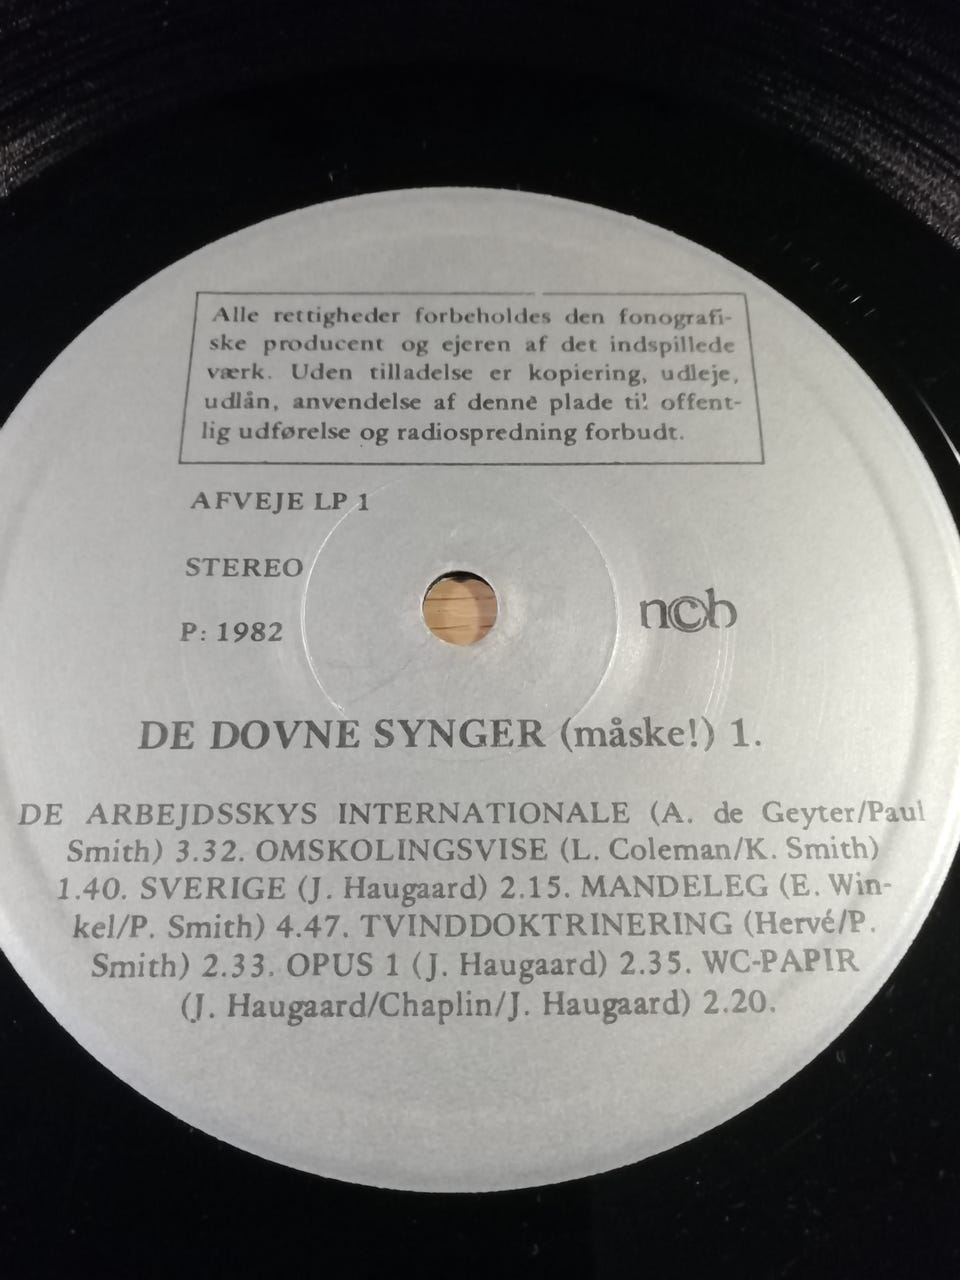 Alle rettigheder forbeholdes den fonografi-
ske producent og ejeren af det indspillede
værk. Uden tilladelse er kopiering, udleje,
udlån, anvendelse af denne plade til offent-
lig udførelse og radiospredning forbudt.
AFVEJE LP 1
STEREO
P: 1982
ncb
DE DOVNE SYNGER (måske!) 1.
DE ARBEJDSSKYS INTERNATIONALE (A. de Geyter/Paul
Smith) 3.32. OMSKOLINGSVISE (L. Coleman/K. Smith)
1.40. SVERIGE (J. Haugaard) 2.15. MANDELEG (E. Win-
kel/P. Smith) 4.47. TVINDDOKTRINERING (Hervé/P.
Smith) 2.33. OPUS 1 (J. Haugaard) 2.35. WC-PAPIR
(J. Haugaard/Chaplin/J. Haugaard) 2.20.